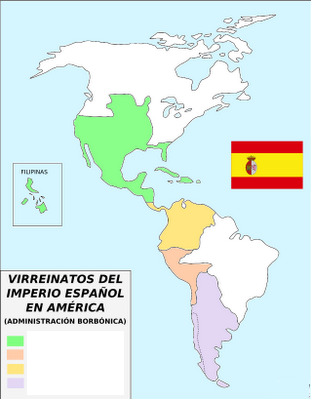 FILIPINAS
VIRREINATOS DEL
IMPERIO ESPAÑOL
EN AMÉRICA
(ADMINISTRACIÓN BORBÓNICA)